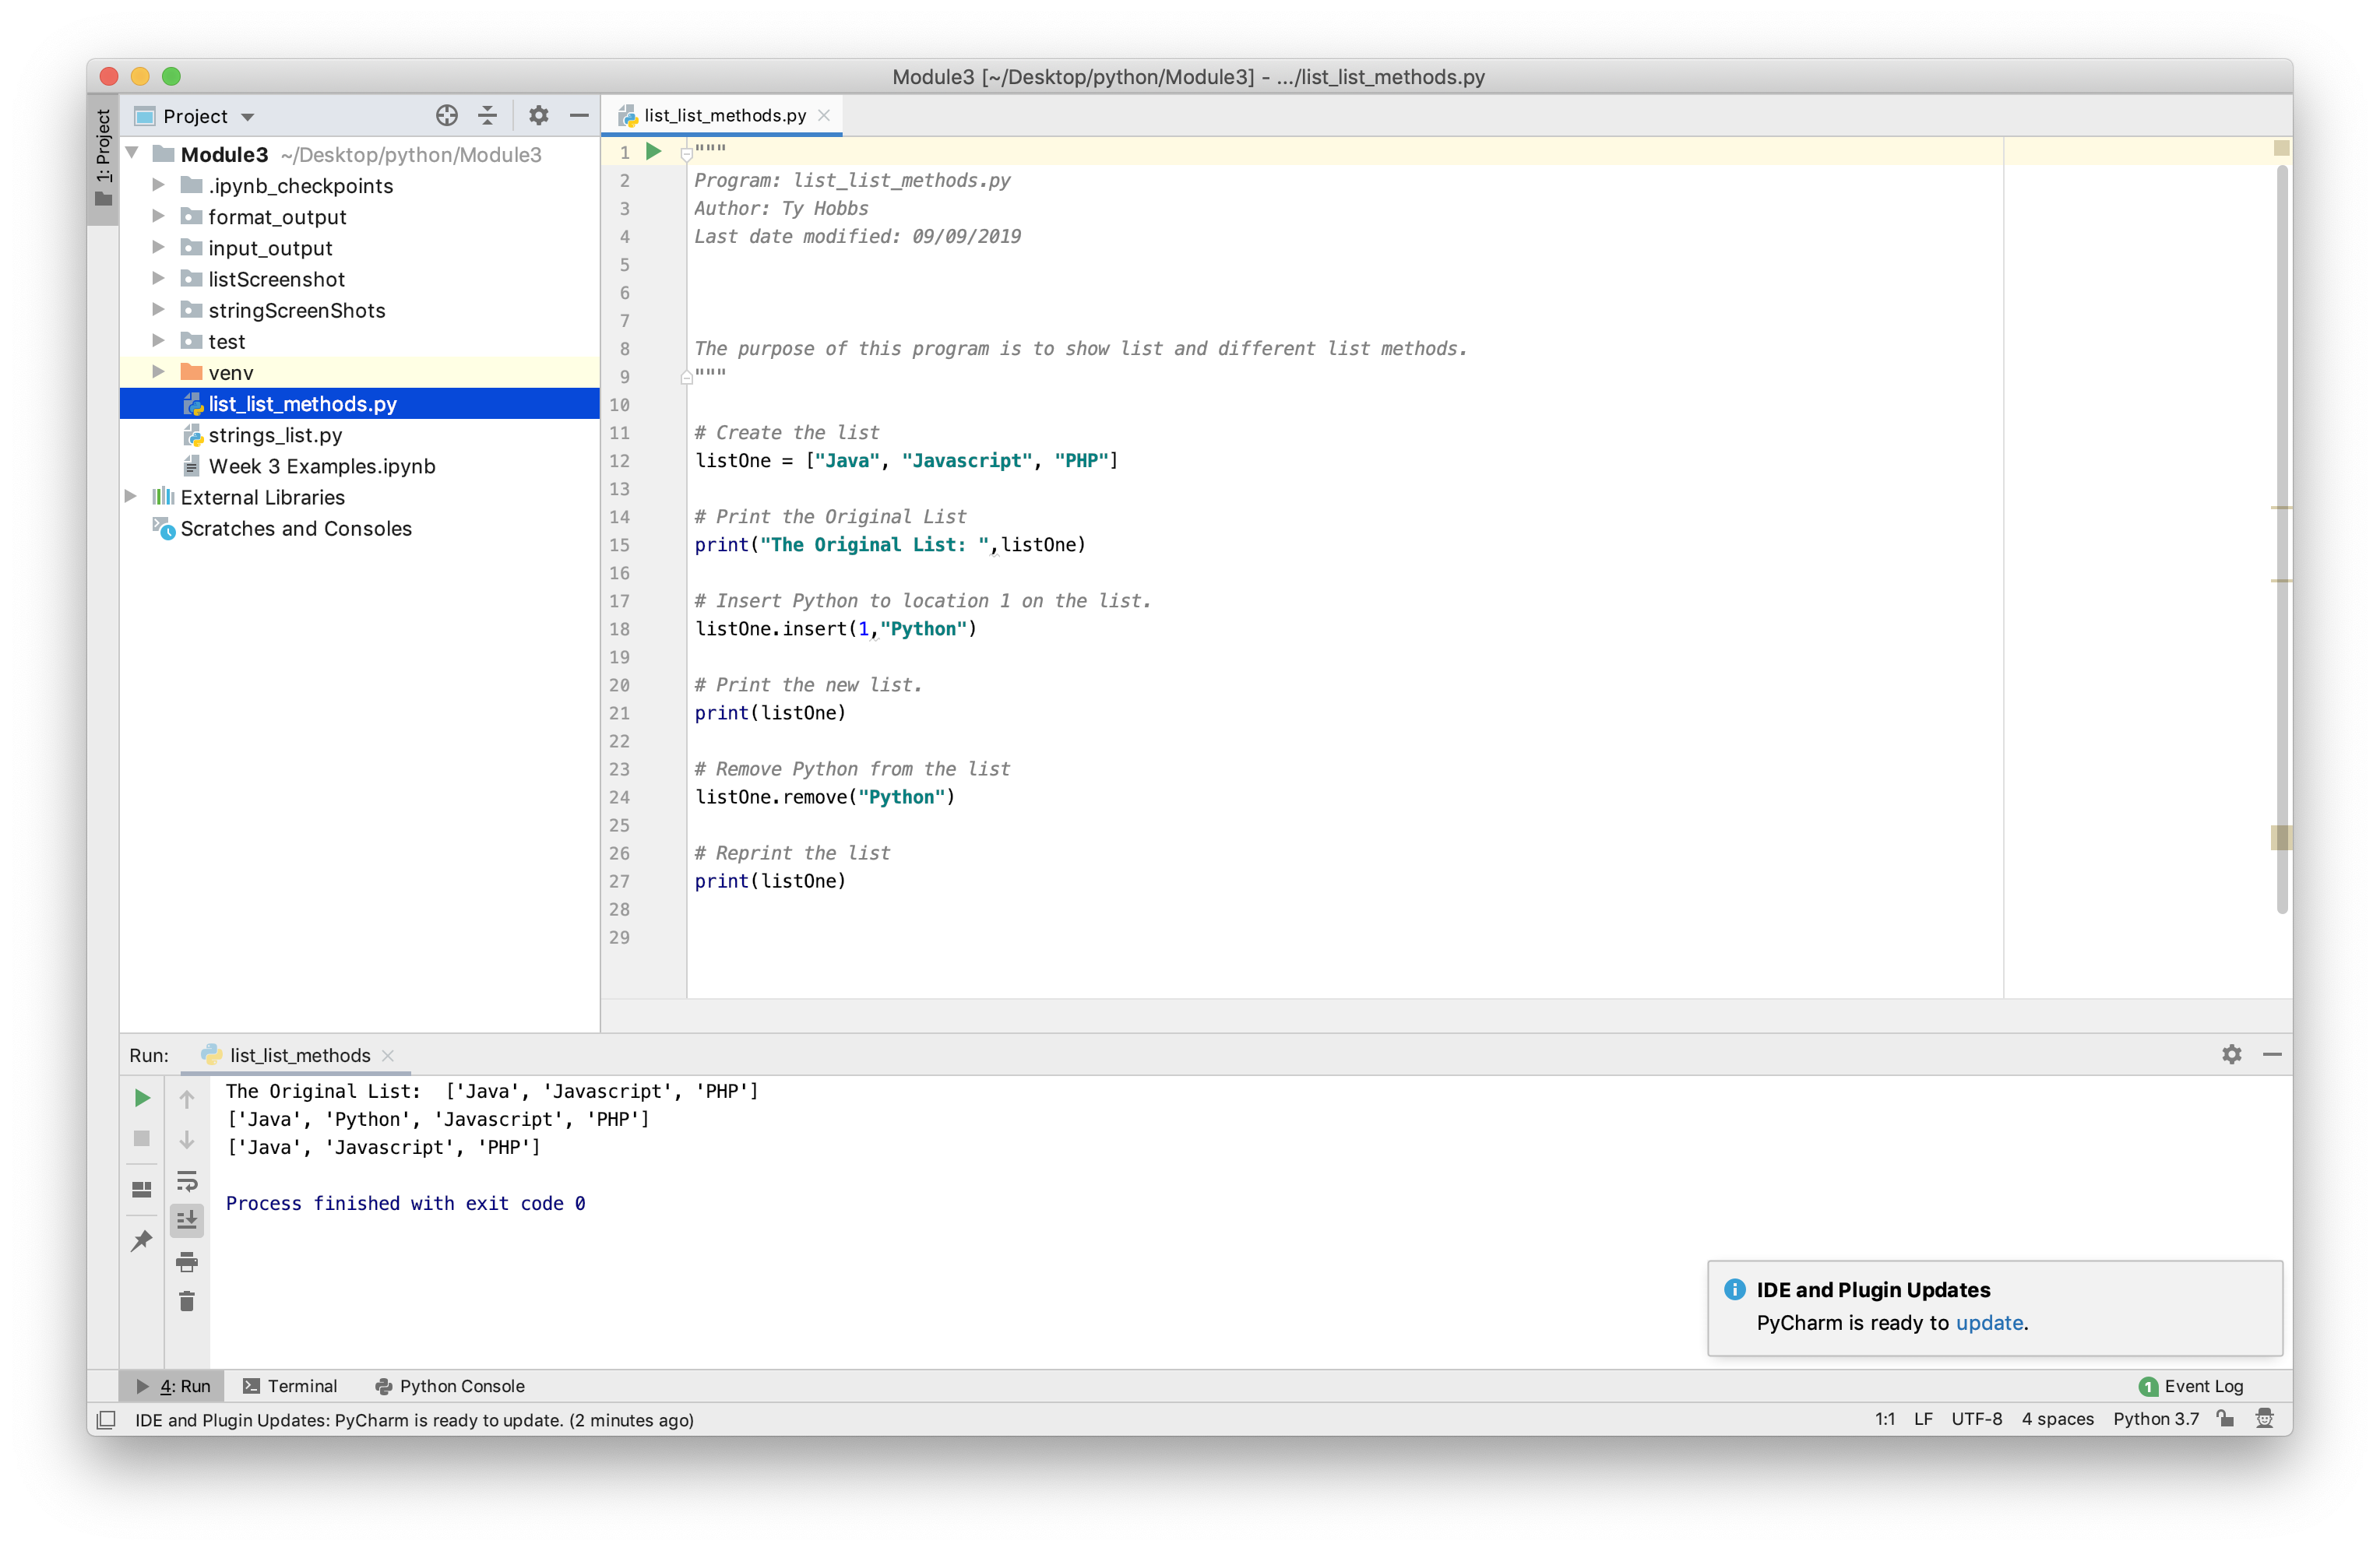 Module3 [~/Desktop/python/Module3] - .../list_list_methods.py
1: Project
Project
list_list_methods.py
Module3 ~/Desktop/python/Module3
.ipynb_checkpoints
format_output
input_output
listScreenshot
stringScreenShots
test
venv
list_list_methods.py
strings_list.py
Week 3 Examples.ipynb
External Libraries
Scratches and Consoles
1 """
2 Program: list_list_methods.py
3 Author: Ty Hobbs
4 Last date modified: 09/09/2019
5
6
7
8 The purpose of this program is to show list and different list methods.
9 """
10
11 # Create the list
12 listOne = ["Java", "Javascript", "PHP"]
13
14 # Print the Original List
15 print("The Original List: ",listOne)
16
17 # Insert Python to location 1 on the list.
18 listOne.insert(1,"Python")
19
20 # Print the new list.
21 print(listOne)
22
23 # Remove Python from the list
24 listOne.remove("Python")
25
26 # Reprint the list
27 print(listOne)
28
29
Run: list_list_methods
The Original List:  ['Java', 'Javascript', 'PHP']
['Java', 'Python', 'Javascript', 'PHP']
['Java', 'Javascript', 'PHP']
Process finished with exit code 0
IDE and Plugin Updates
PyCharm is ready to update.
4: Run Terminal Python Console 1 Event Log
IDE and Plugin Updates: PyCharm is ready to update. (2 minutes ago) 1:1 LF UTF-8 4 spaces Python 3.7